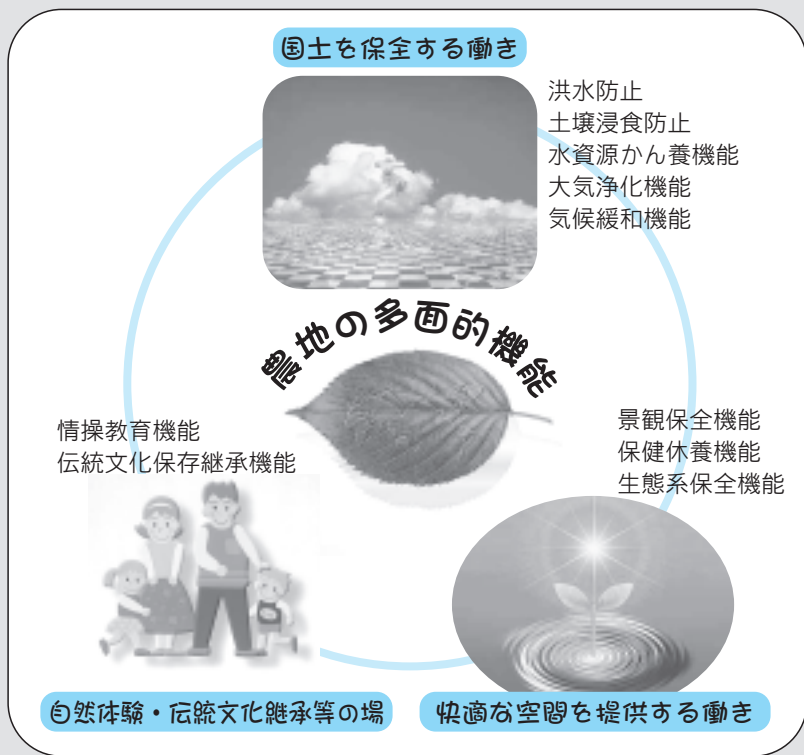 国土を保全する働き
洪水防止
土壌浸食防止
水資源かん養機能
大気浄化機能
気候緩和機能
農地の多面的機能
情操教育機能
伝統文化保存継承機能
景観保全機能
保健休養機能
生態系保全機能
自然体験・伝統文化継承等の場
快適な空間を提供する働き